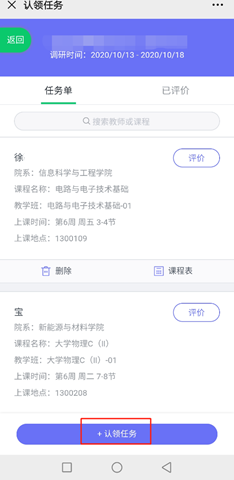 认领任务
返回
调研时间：2020/10/13 - 2020/10/18
任务单
已评价
搜索教师或课程
徐
评价
院系：信息科学与工程学院
课程名称：电路与电子技术基础
教学班：电路与电子技术基础-01
上课时间：第6周 周五 3-4节
上课地点：1300109
删除
课程表
宝
评价
院系：新能源与材料学院
课程名称：大学物理C（II）
教学班：大学物理C（II）-01
上课时间：第6周 周二 7-8节
上课地点：1300208
+ 认领任务